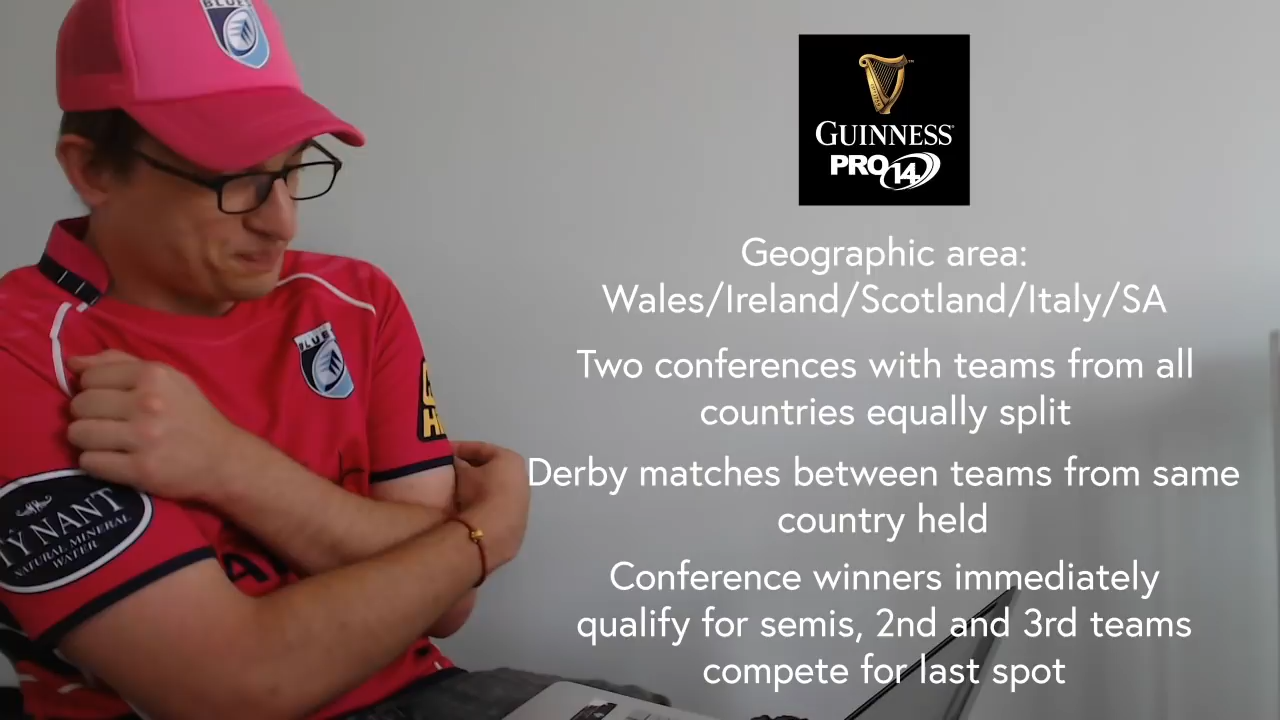 BLUES
GUINNESS
PRO 14
Geographic area:
Wales/Ireland/Scotland/Italy/SA
Two conferences with teams from all
countries equally split
Derby matches between teams from same
country held
Conference winners immediately
qualify for semis, 2nd and 3rd teams
compete for last spot
BLUES
TŶ NANT
NATURAL MINERAL
WATER